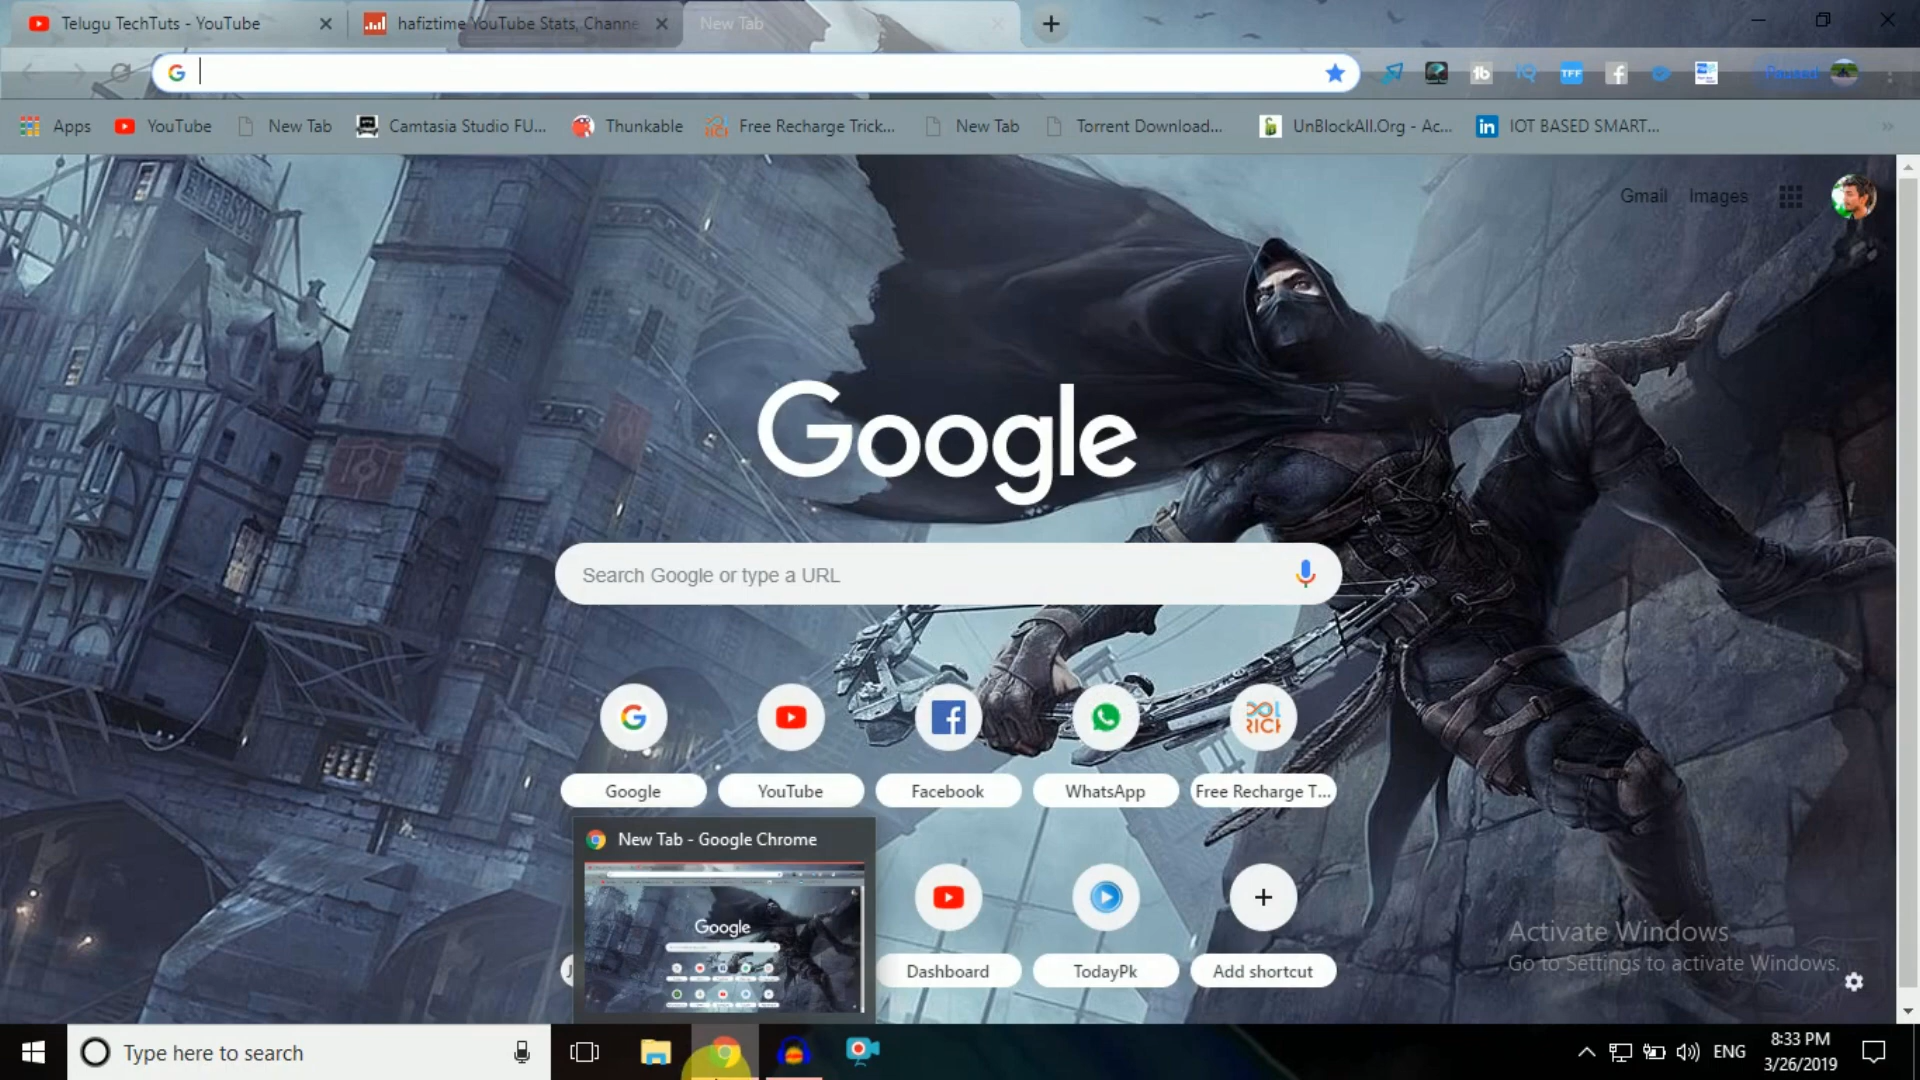 Telugu TechTuts - YouTube
hafiztime YouTube Stats, Channe
New Tab
Paused
Apps
YouTube
New Tab
Camtasia Studio FU...
Thunkable
Free Recharge Trick...
New Tab
Torrent Download...
UnBlockAll.Org - Ac...
IOT BASED SMART...
EMERSON
Gmail
Images
Google
Search Google or type a URL
Google
YouTube
Facebook
WhatsApp
Free Recharge T...
New Tab - Google Chrome
Google
Dashboard
TodayPk
Add shortcut
Activate Windows
Go to Settings to activate Windows.
Type here to search
ENG
8:33 PM
3/26/2019